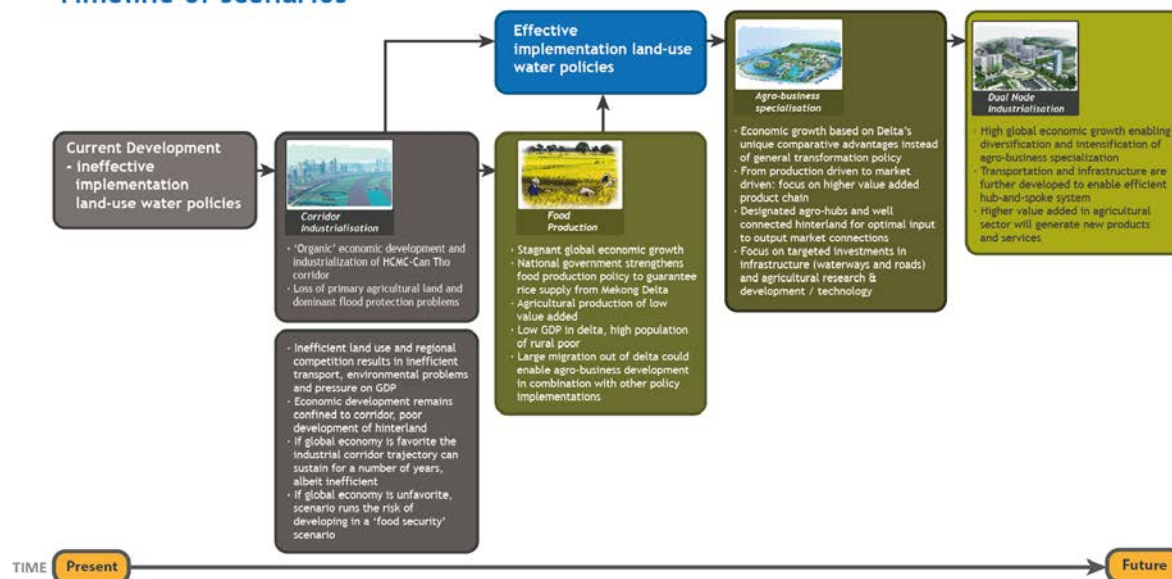 Timeline of scenarios
Effective
implementation land-use
water policies
Current Development
- ineffective
implementation
land-use water policies
Corridor
Industrialisation
· 'Organic' economic development and
industrialization of HCMC-Can Tho
corridor
· Loss of primary agricultural land and
dominant flood protection problems
· Inefficient land use and regional
competition results in inefficient
transport, environmental problems
and pressure on GDP
· Economic development remains
confined to corridor, poor
development of hinterland
· If global economy is favorite the
industrial corridor trajectory can
sustain for a number of years,
albeit inefficient
· If global economy is unfavorite,
scenario runs the risk of
developing in a 'food security'
scenario
Food
Production
· Stagnant global economic growth
· National government strengthens
food production policy to guarantee
rice supply from Mekong Delta
· Agricultural production of low
value added
· Low GDP in delta, high population
of rural poor
· Large migration out of delta could
enable agro-business development
in combination with other policy
implementations
Agro-business
specialisation
· Economic growth based on Delta's
unique comparative advantages instead
of general transformation policy
· From production driven to market
driven: focus on higher value added
product chain
· Designated agro-hubs and well
connected hinterland for optimal input
to output market connections
· Focus on targeted investments in
infrastructure (waterways and roads)
and agricultural research &
development / technology
Dual Node
Industrialisation
· High global economic growth enabling
diversification and intensification of
agro-business specialization
· Transportation and infrastructure are
further developed to enable efficient
hub-and-spoke system
· Higher value added in agricultural
sector will generate new products
and services
TIME
Present
Future